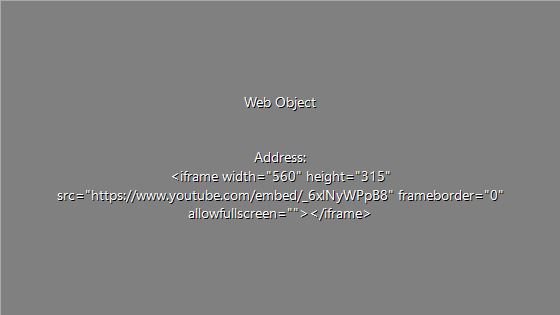 Web Object
Address:
<iframe width="560" height="315"
src="https://www.youtube.com/embed/_6xlNyWPpB8" frameborder="0"
allowfullscreen=""></iframe>